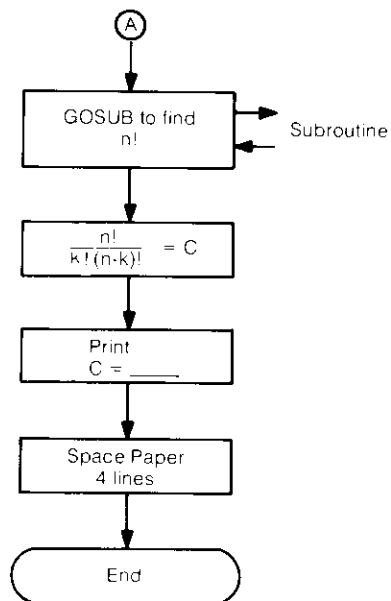 A
GOSUB to find
n!
Subroutine
n!
k!(n-k)!
= C
Print
C = ____
Space Paper
4 lines
End